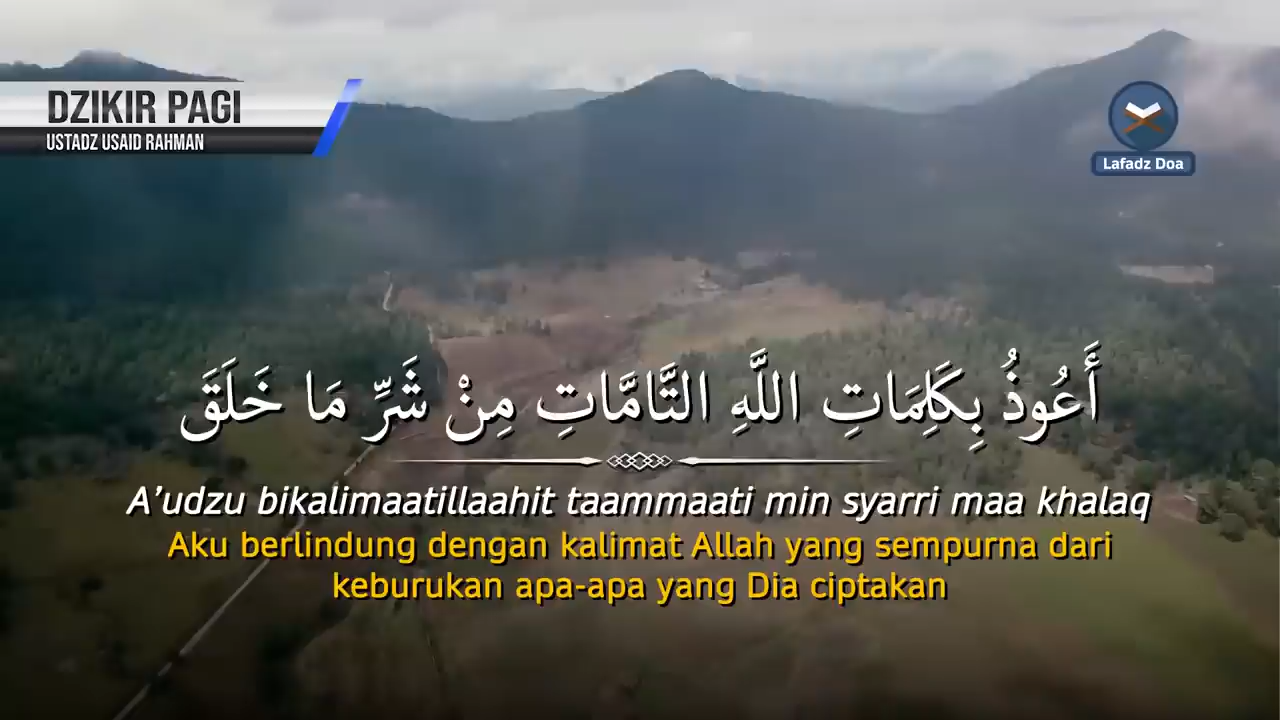 DZIKIR PAGI
USTADZ USAID RAHMAN
Lafadz Doa
أَعُوذُ بِكَلِمَاتِ اللَّهِ التَّامَّاتِ مِنْ شَرِّ مَا خَلَقَ
A’udzu bikalimaatillaahit taammaati min syarri maa khalaq
Aku berlindung dengan kalimat Allah yang sempurna dari
keburukan apa-apa yang Dia ciptakan